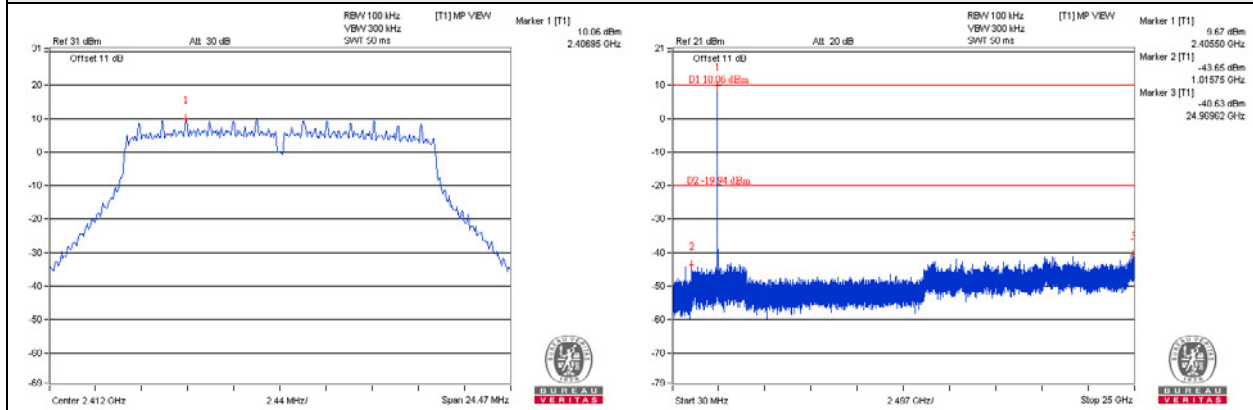 RBW 100 kHz
VBW 300 kHz
SWT 50 ms
[T1] MP VIEW
Ref 31 dBm
Att 30 dB
Marker 1 [T1]
10.06 dBm
2.40695 GHz
31
Offset 11 dB
20
1
10
0
-10
-20
-30
-40
-50
-60
-69
Center 2.412 GHz
2.44 MHz/
Span 24.47 MHz
BUREAU
VERITAS
RBW 100 kHz
VBW 300 kHz
SWT 50 ms
[T1] MP VIEW
Ref 21 dBm
Att 20 dB
Marker 1 [T1]
9.67 dBm
2.40550 GHz
Marker 2 [T1]
-43.65 dBm
1.01575 GHz
Marker 3 [T1]
-40.63 dBm
24.96962 GHz
21
Offset 11 dB
1
D1 10.06 dBm
10
0
-10
D2 -19.94 dBm
-20
-30
2
3
-40
-50
-60
-70
-79
Start 30 MHz
2.497 GHz/
Stop 25 GHz
BUREAU
VERITAS